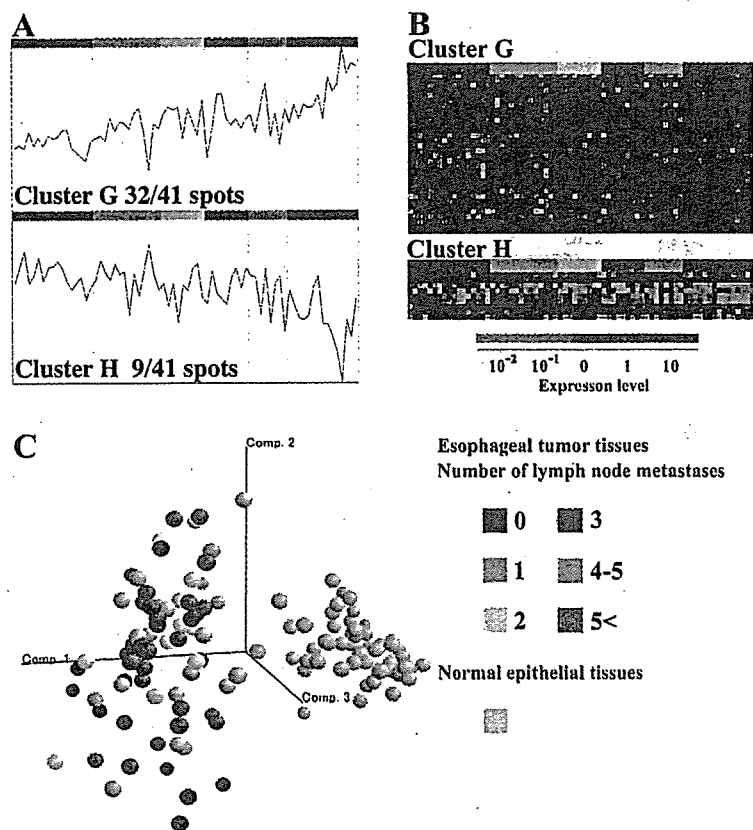 A
Cluster G 32/41 spots
Cluster H 9/41 spots
B
Cluster G
Cluster H
10⁻² 10⁻¹ 0 1 10
Expresson level
C
Comp. 2
Comp. 1
Comp. 3
Esophageal tumor tissues
Number of lymph node metastases
0 3
1 4-5
2 5<
Normal epithelial tissues